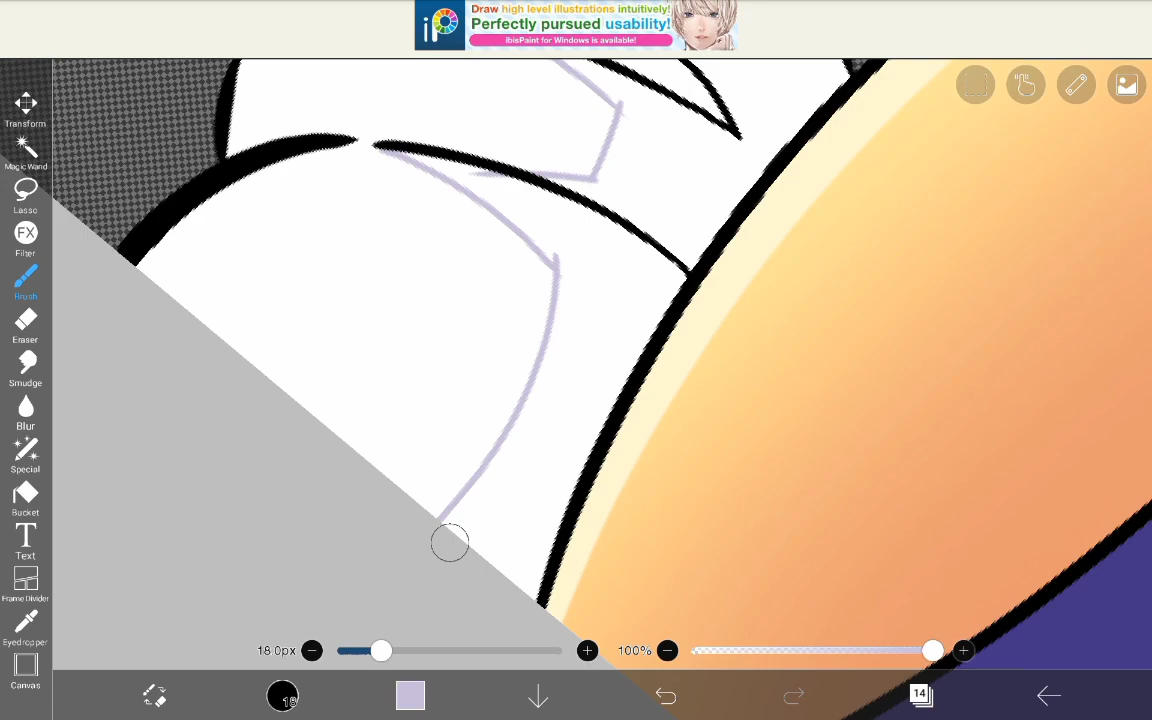 Draw high level illustrations intuitively!
Perfectly pursued usability!
ibisPaint for Windows is available!
Transform
Magic Wand
Lasso
FX
Filter
Brush
Eraser
Smudge
Blur
Special
Bucket
T
Text
Frame Divider
Eyedropper
Canvas
18.0px
100%
18
14